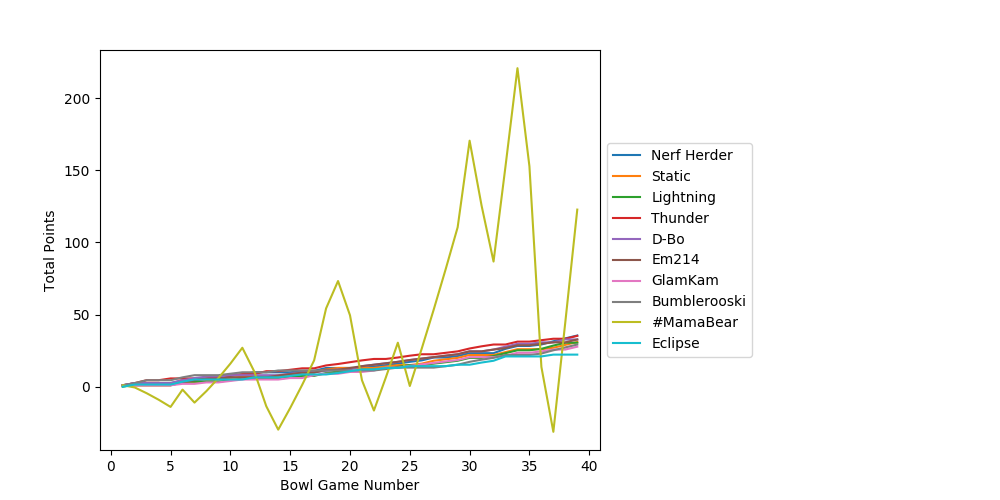 200
150
100
50
0
0 5 10 15 20 25 30 35 40
Total Points
Bowl Game Number
Nerf Herder
Static
Lightning
Thunder
D-Bo
Em214
GlamKam
Bumblerooski
#MamaBear
Eclipse